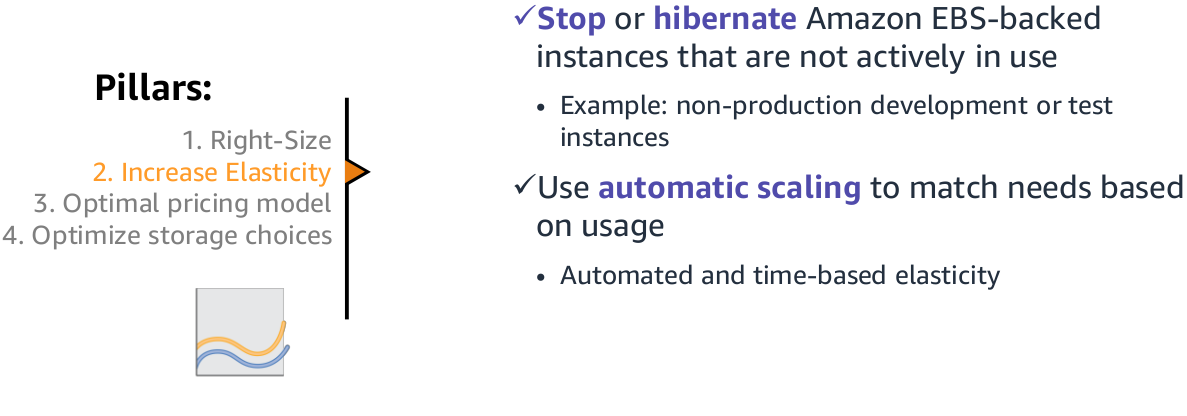 Pillars:
1. Right-Size
2. Increase Elasticity
3. Optimal pricing model
4. Optimize storage choices
✓Stop or hibernate Amazon EBS-backed
instances that are not actively in use
• Example: non-production development or test
instances
✓Use automatic scaling to match needs based
on usage
• Automated and time-based elasticity